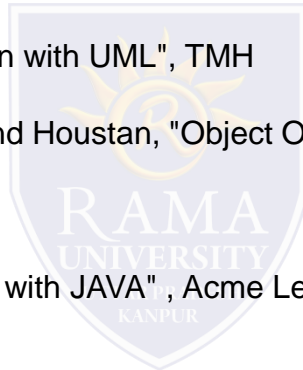 n with UML", TMH
nd Houstan, "Object O
RAMA
UNIVERSITY
with JAVA" , Acme Le
KANPUR